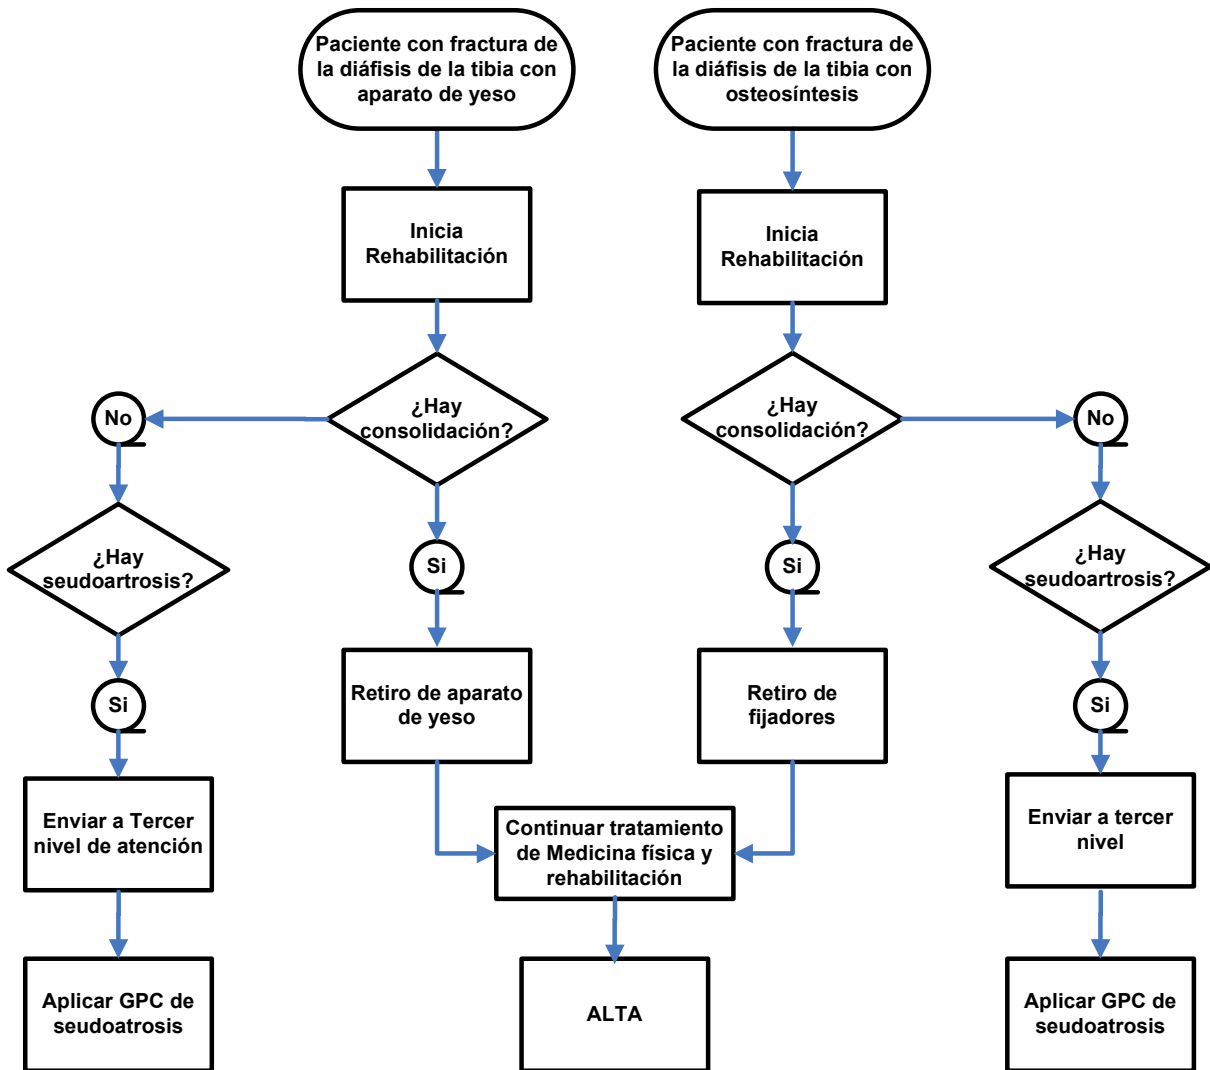 Paciente con fractura de
la diáfisis de la tibia con
aparato de yeso
Paciente con fractura de
la diáfisis de la tibia con
osteosíntesis
Inicia
Rehabilitación
Inicia
Rehabilitación
¿Hay
consolidación?
¿Hay
consolidación?
No
No
¿Hay
seudoartrosis?
Si
Si
¿Hay
seudoartrosis?
Retiro de aparato
de yeso
Retiro de
fijadores
Si
Si
Enviar a Tercer
nivel de atención
Continuar tratamiento
de Medicina física y
rehabilitación
Enviar a tercer
nivel
Aplicar GPC de
seudoatrosis
ALTA
Aplicar GPC de
seudoatrosis